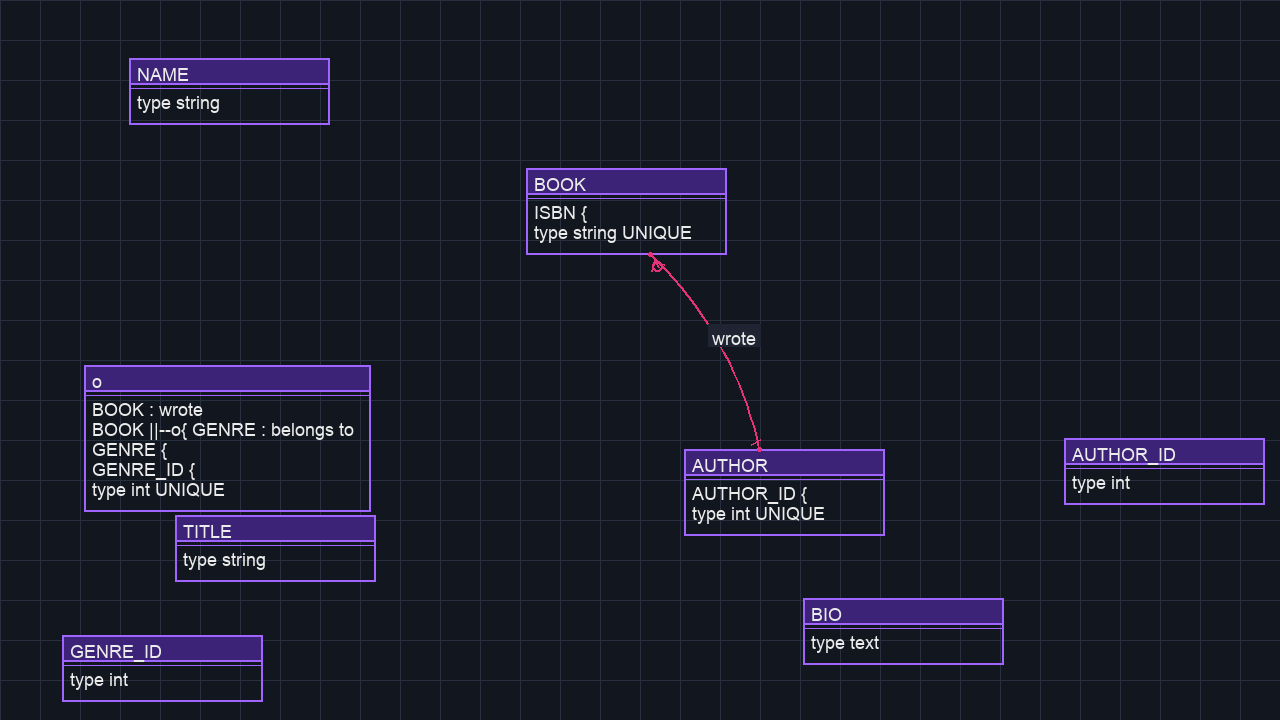 NAME
type string
BOOK
ISBN {
type string UNIQUE
wrote
o
BOOK : wrote
BOOK ||--o{ GENRE : belongs to
GENRE {
GENRE_ID {
type int UNIQUE
AUTHOR
AUTHOR_ID {
type int UNIQUE
AUTHOR_ID
type int
TITLE
type string
BIO
type text
GENRE_ID
type int